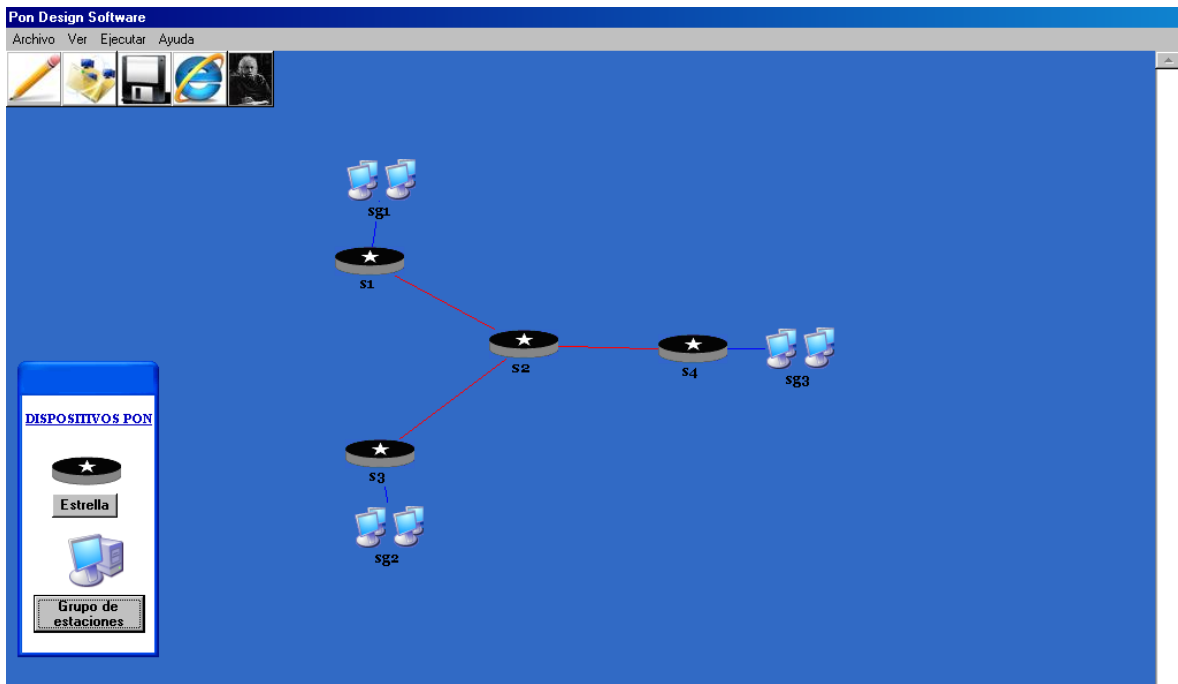 Pon Design Software
Archivo Ver Ejecutar Ayuda
sg1
s1
s2
s4
sg3
DISPOSITIVOS PON
s3
Estrella
sg2
Grupo de
estaciones